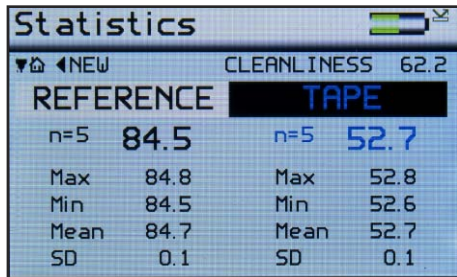 Statistics
NEW CLEANLINESS 62.2
REFERENCE TAPE
n=5 84.5 n=5 52.7
Max 84.8 Max 52.8
Min 84.5 Min 52.6
Mean 84.7 Mean 52.7
SD 0.1 SD 0.1